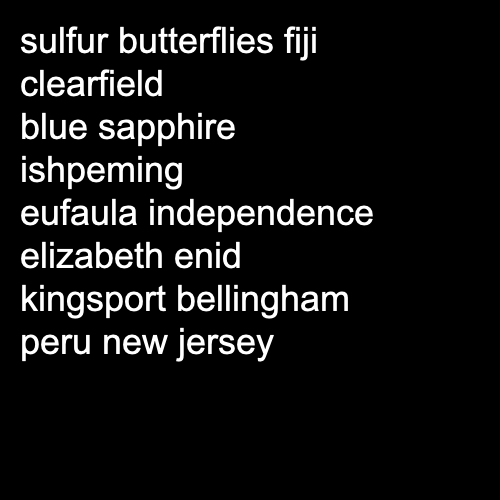 sulfur butterflies fiji
clearfield
blue sapphire
ishpeming
eufaula independence
elizabeth enid
kingsport bellingham
peru new jersey